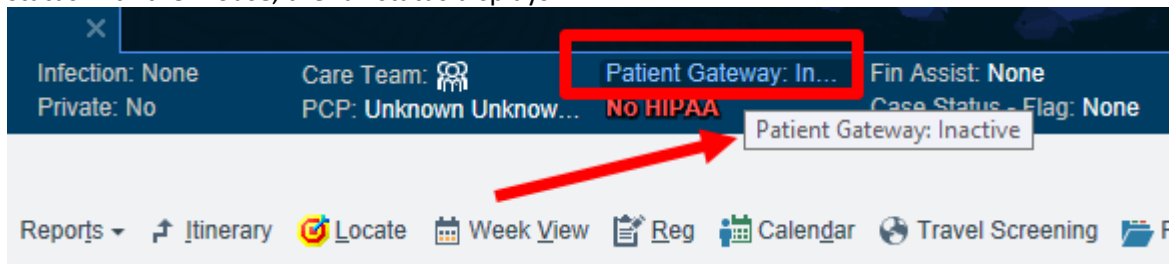 Infection: None Care Team: Patient Gateway: In... Fin Assist: None
Private: No PCP: Unknown Unknow... No HIPAA Case Status - Flag: None
Patient Gateway: Inactive
Reports Itinerary Locate Week View Reg Calendar Travel Screening